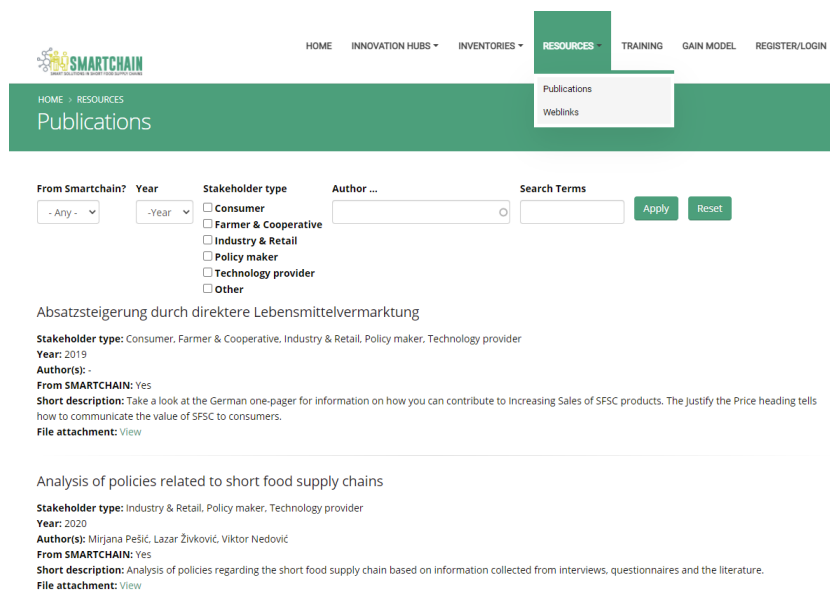 SMARTCHAIN
SMART SOLUTIONS IN SHORT FOOD SUPPLY CHAINS
HOME INNOVATION HUBS INVENTORIES RESOURCES TRAINING GAIN MODEL REGISTER/LOGIN
Publications
Weblinks
HOME > RESOURCES
Publications
From Smartchain? Year Stakeholder type Author ... Search Terms
- Any - -Year Apply Reset
Consumer
Farmer & Cooperative
Industry & Retail
Policy maker
Technology provider
Other
Absatzsteigerung durch direktere Lebensmittelvermarktung
Stakeholder type: Consumer, Farmer & Cooperative, Industry & Retail, Policy maker, Technology provider
Year: 2019
Author(s): -
From SMARTCHAIN: Yes
Short description: Take a look at the German one-pager for information on how you can contribute to Increasing Sales of SFSC products. The Justify the Price heading tells
how to communicate the value of SFSC to consumers.
File attachment: View
Analysis of policies related to short food supply chains
Stakeholder type: Industry & Retail, Policy maker, Technology provider
Year: 2020
Author(s): Mirjana Pešić, Lazar Živković, Viktor Nedović
From SMARTCHAIN: Yes
Short description: Analysis of policies regarding the short food supply chain based on information collected from interviews, questionnaires and the literature.
File attachment: View